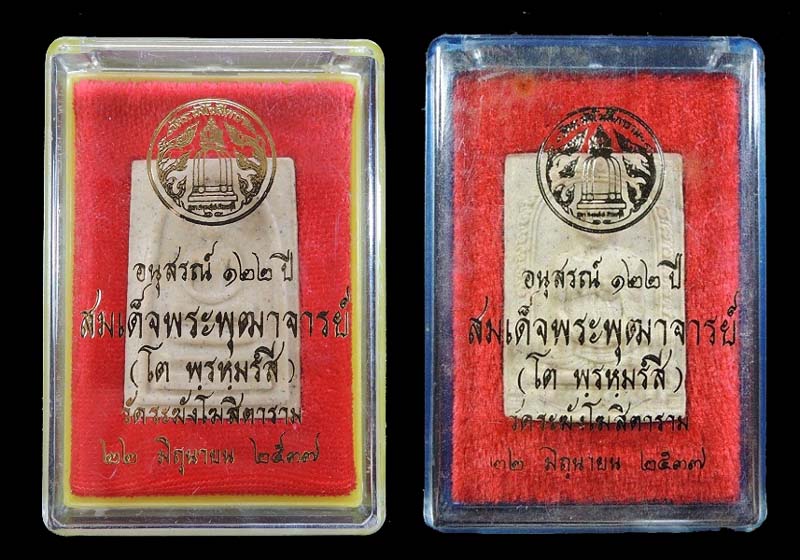 อนุสรณ์ ๑๒๒ ปี
สมเด็จพระพุฒาจารย์
(โต พฺรหฺมรํสี)
วัดระฆังโฆสิตาราม
๒๒ มิถุนายน ๒๕๓๗
อนุสรณ์ ๑๒๒ ปี
สมเด็จพระพุฒาจารย์
(โต พฺรหฺมรํสี)
วัดระฆังโฆสิตาราม
๒๒ มิถุนายน ๒๕๓๗